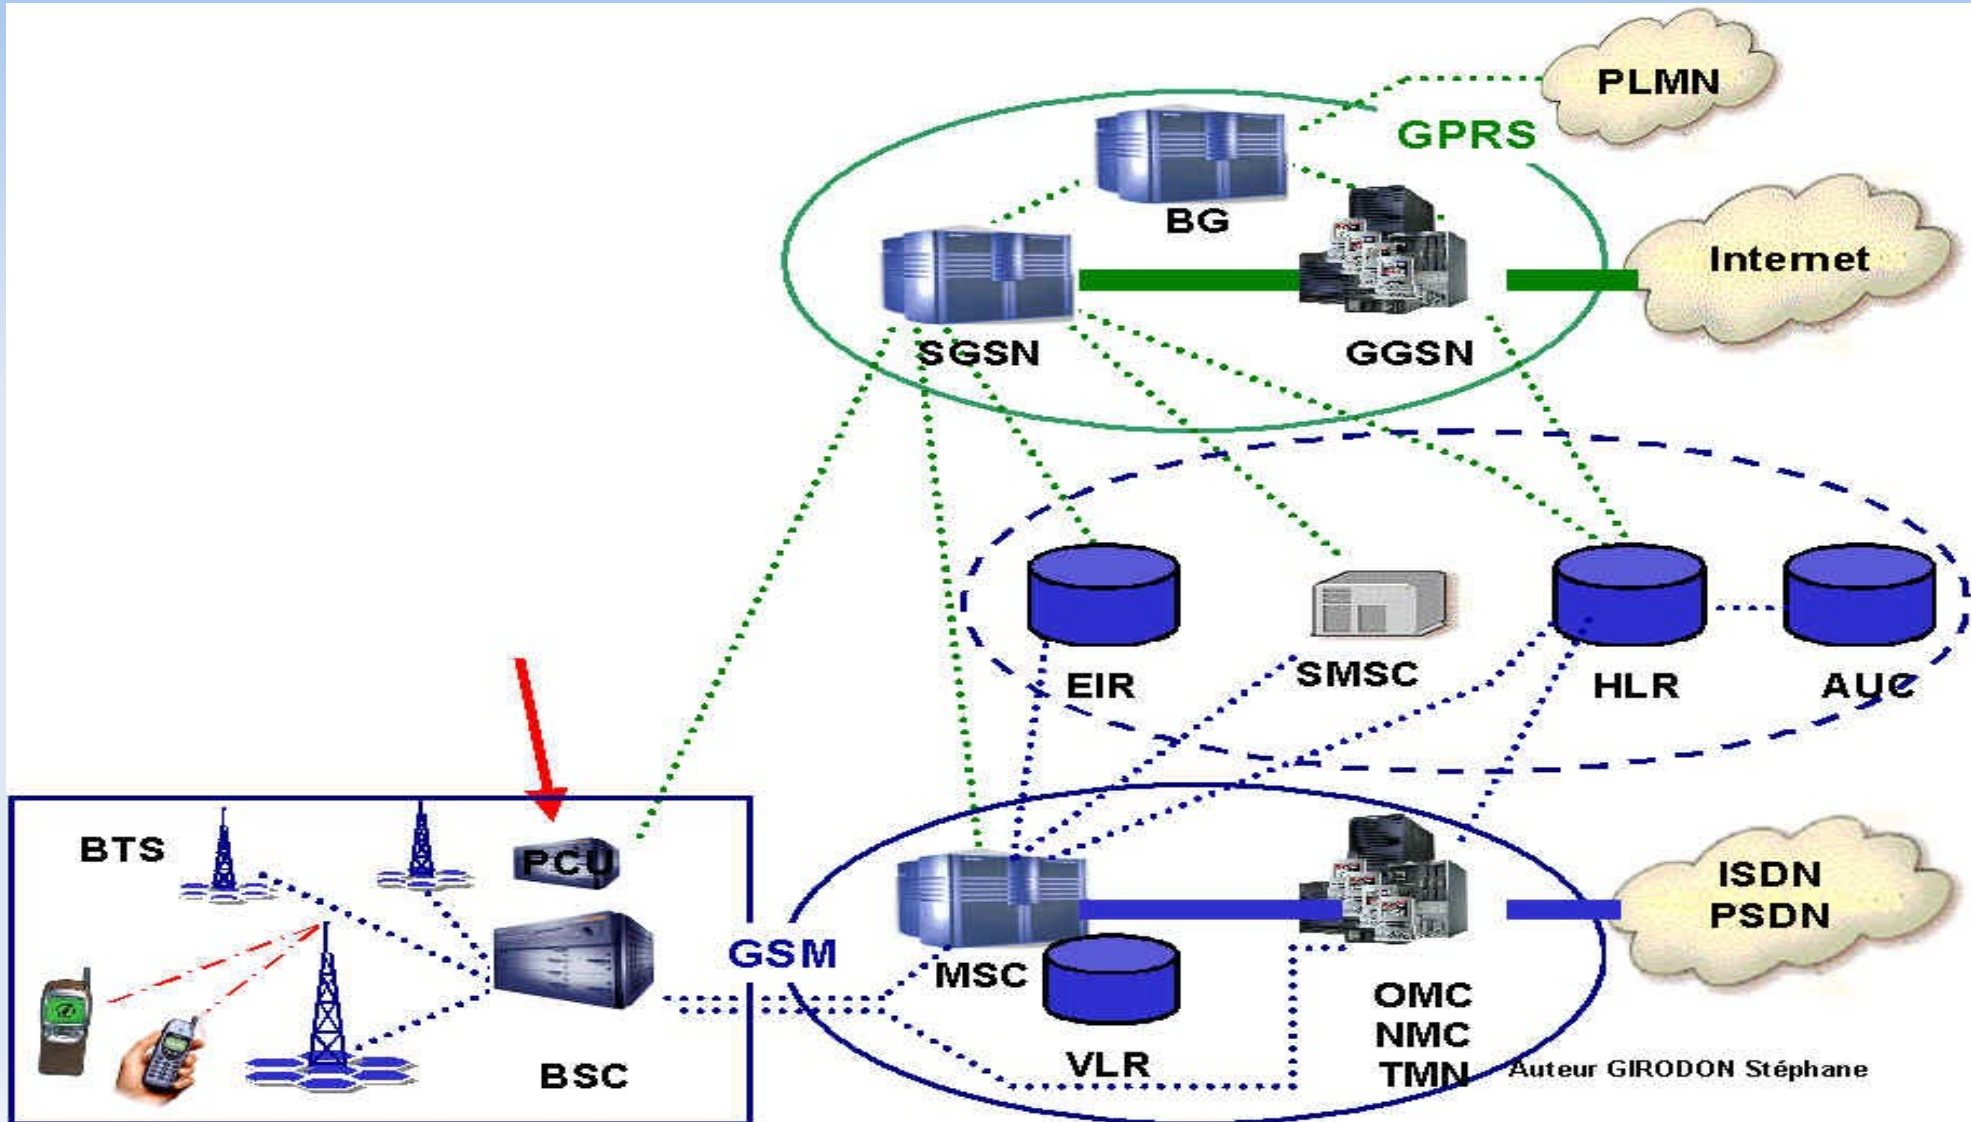 PLMN
GPRS
BG
Internet
SGSN
GGSN
EIR
SMSC
HLR
AUC
BTS
PCU
ISDN
PSDN
GSM
MSC
OMC
NMC
TMN
VLR
BSC
Auteur GIRODON Stéphane